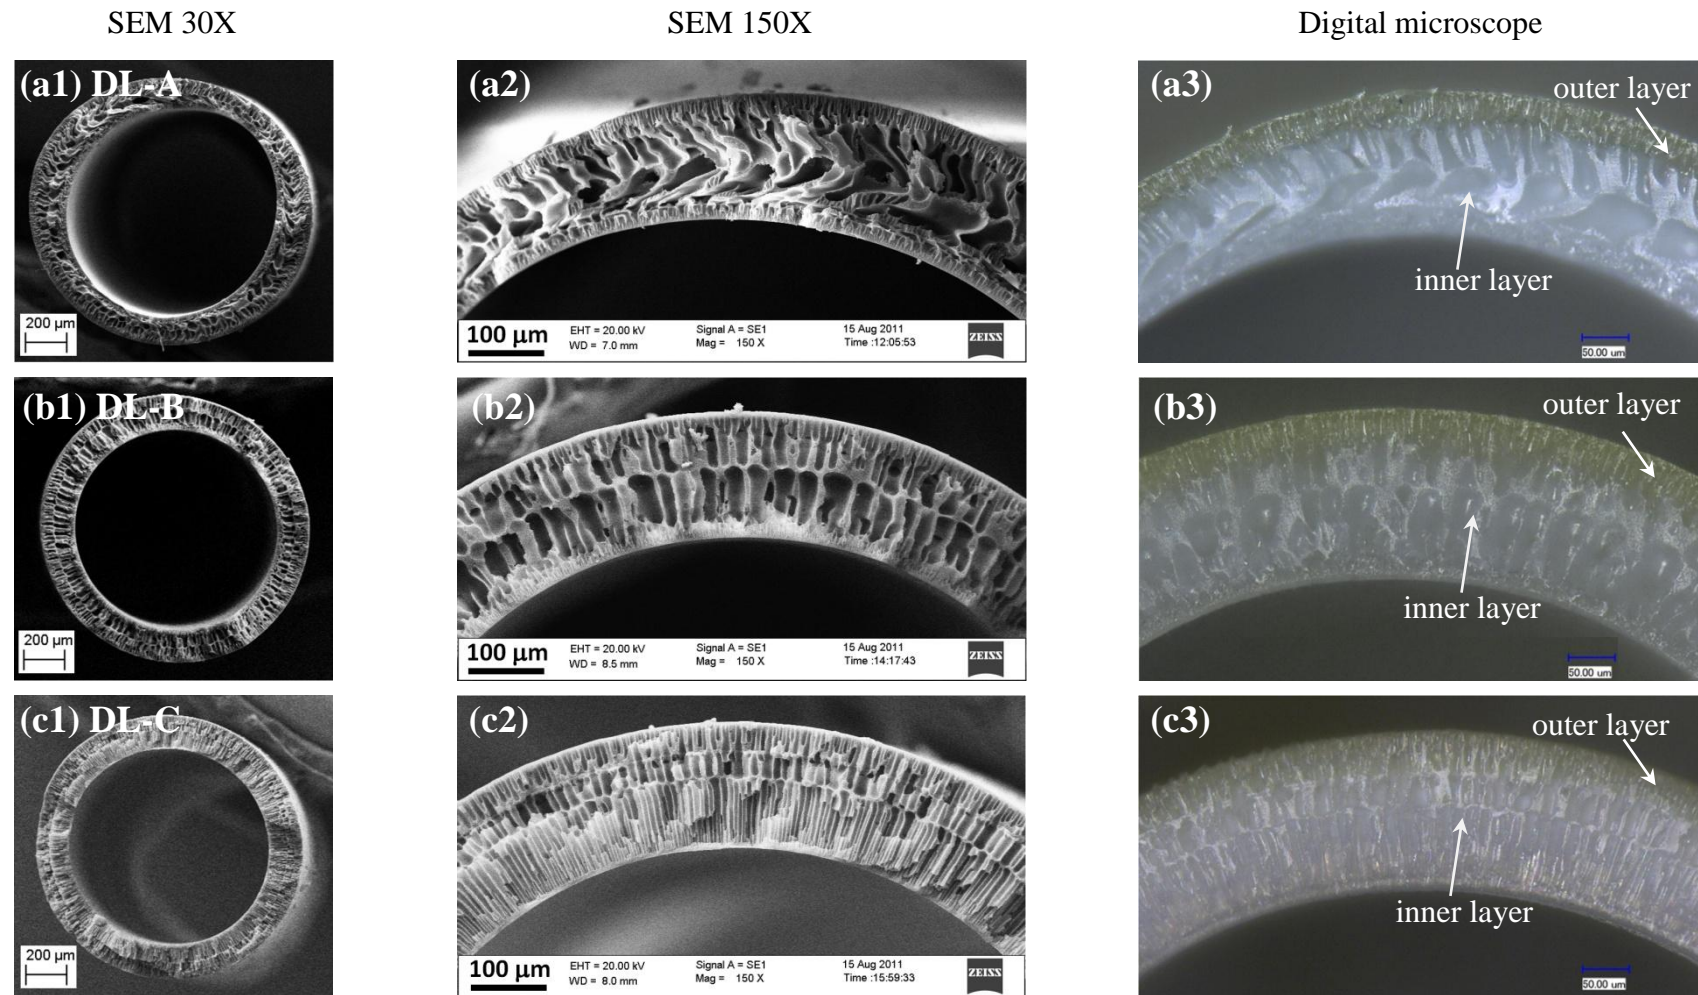 SEM 30X
SEM 150X
Digital microscope
(a1) DL-A
200 µm
(a2)
100 µm
EHT = 20.00 kV
WD = 7.0 mm
Signal A = SE1
Mag = 150 X
15 Aug 2011
Time :12:05:53
ZEISS
(a3)
outer layer
inner layer
50.00 um
(b1) DL-B
200 µm
(b2)
100 µm
EHT = 20.00 kV
WD = 8.5 mm
Signal A = SE1
Mag = 150 X
15 Aug 2011
Time :14:17:43
ZEISS
(b3)
outer layer
inner layer
50.00 um
(c1) DL-C
200 µm
(c2)
100 µm
EHT = 20.00 kV
WD = 8.0 mm
Signal A = SE1
Mag = 150 X
15 Aug 2011
Time :15:59:33
ZEISS
(c3)
outer layer
inner layer
50.00 um